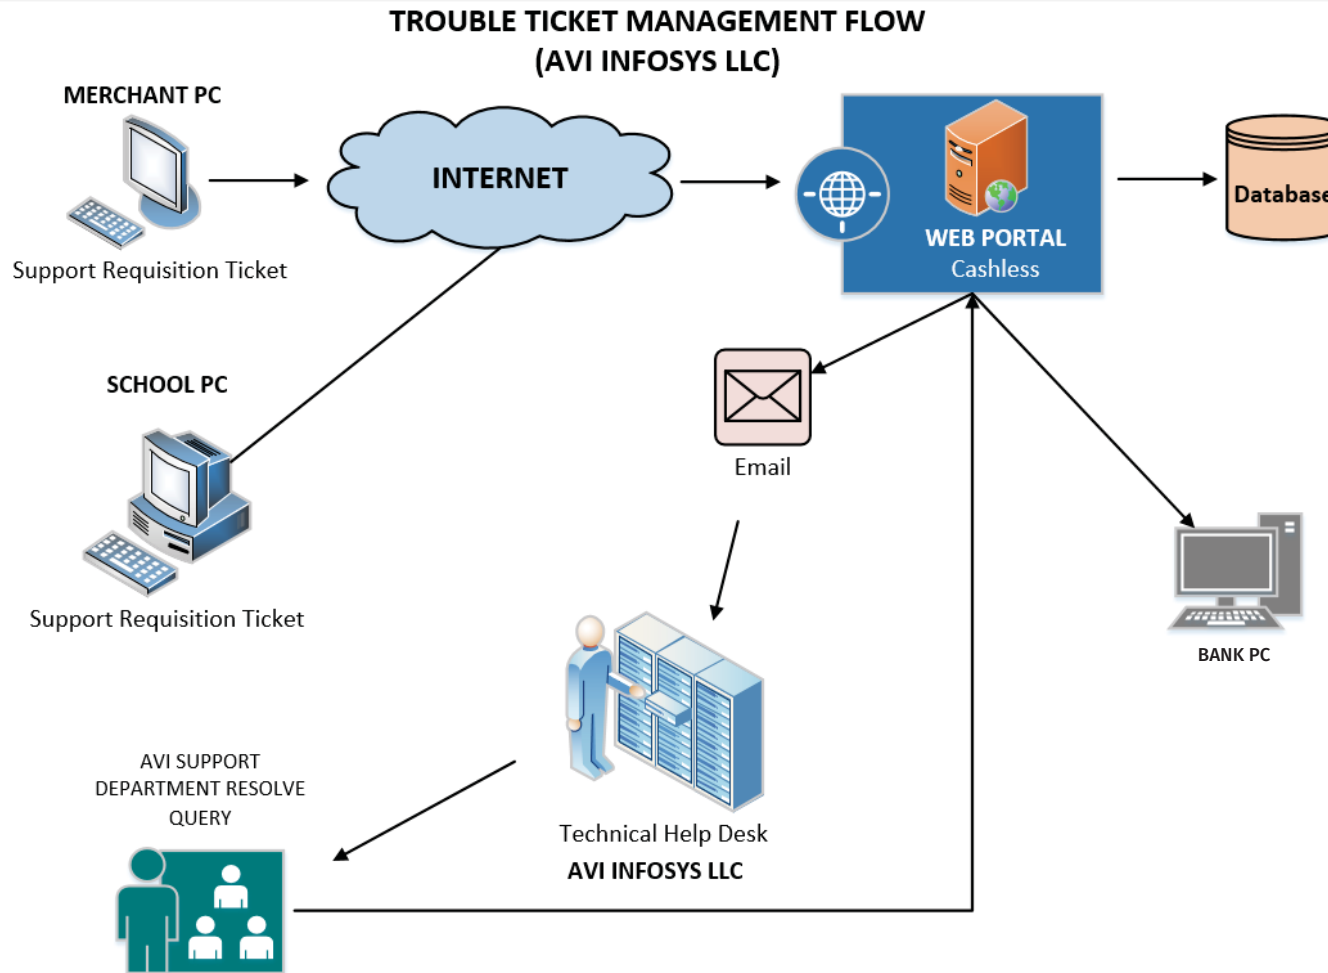 TROUBLE TICKET MANAGEMENT FLOW
(AVI INFOSYS LLC)
MERCHANT PC
Support Requisition Ticket
INTERNET
WEB PORTAL
Cashless
Database
SCHOOL PC
Support Requisition Ticket
Email
BANK PC
Technical Help Desk
AVI INFOSYS LLC
AVI SUPPORT
DEPARTMENT RESOLVE
QUERY